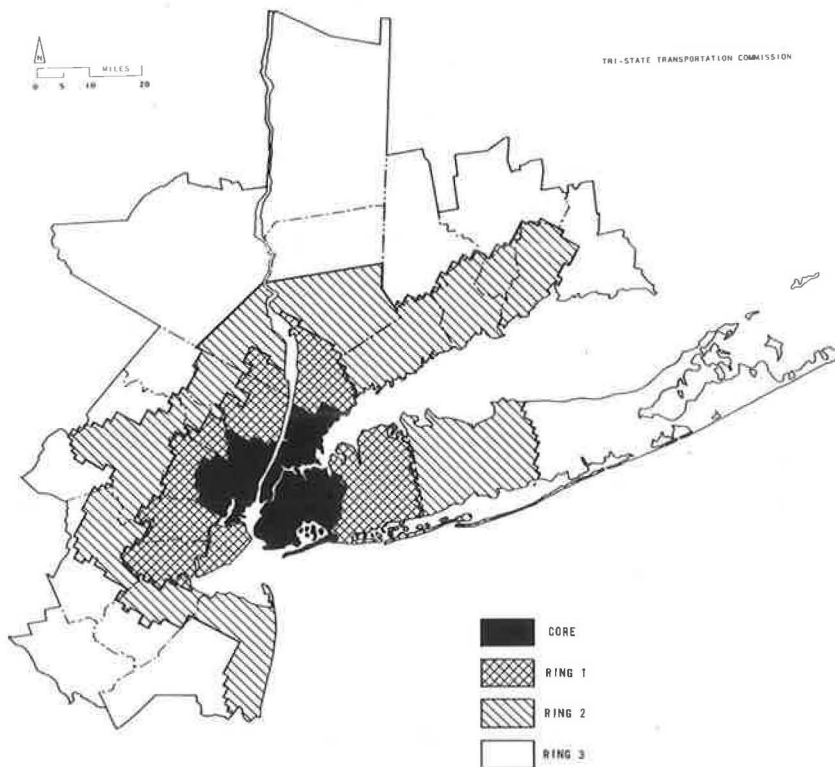 TRI-STATE TRANSPORTATION COMMISSION
N
MILES
0 5 10 20
CORE
RING 1
RING 2
RING 3